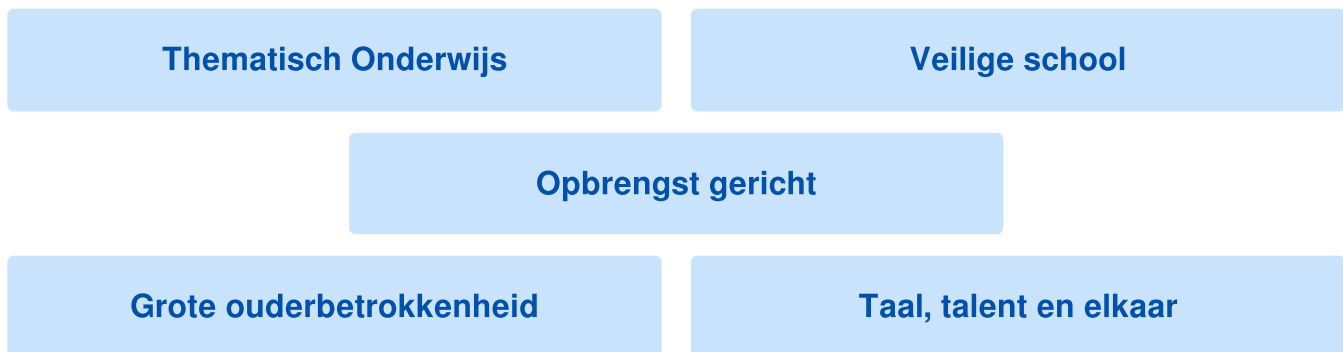 Thematisch Onderwijs
Veilige school
Opbrengst gericht
Grote ouderbetrokkenheid
Taal, talent en elkaar